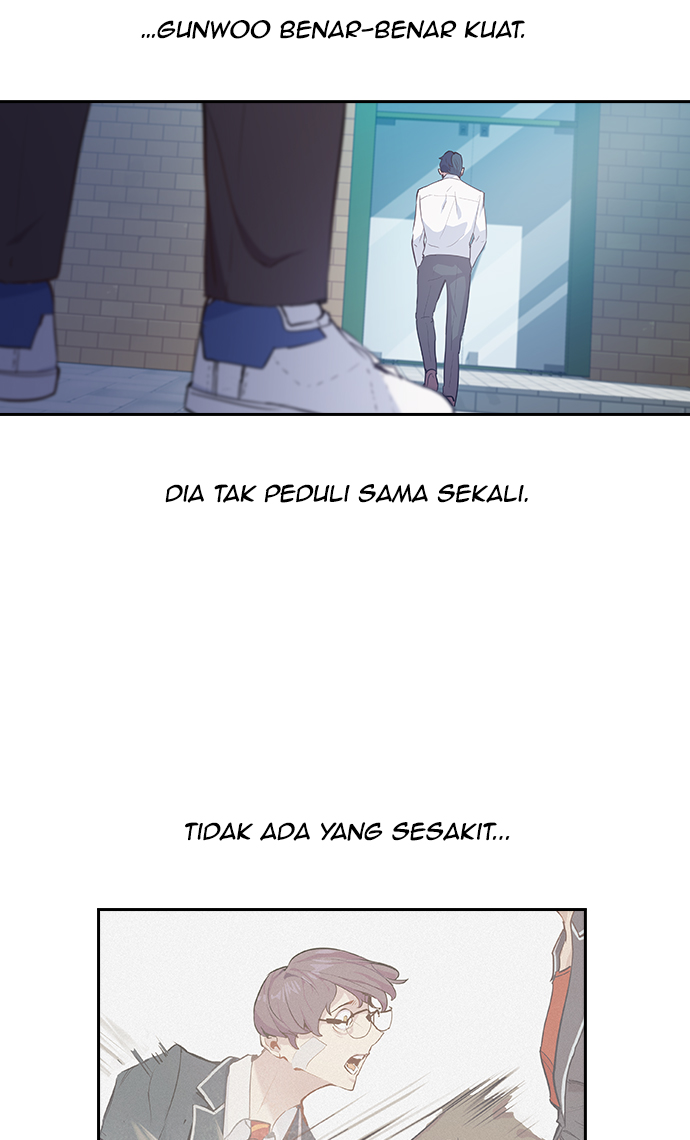 ...GUNWOO BENAR-BENAR KUAT.
DIA TAK PEDULI SAMA SEKALI.
TIDAK ADA YANG SESAKIT...